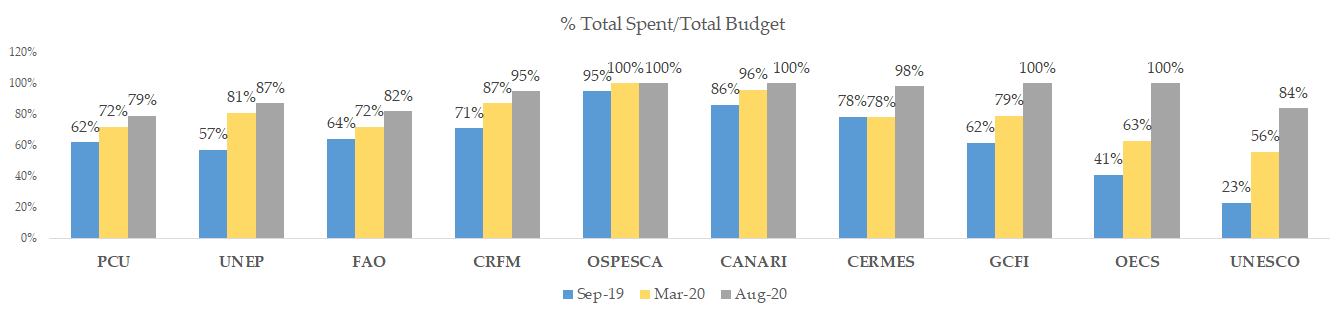 % Total Spent/Total Budget
120%
100%
80%
60%
40%
20%
0%
62% 72% 79%
57% 81% 87%
64% 72% 82%
71% 87% 95%
95% 100% 100%
86% 96% 100%
78% 78% 98%
62% 79% 100%
41% 63% 100%
23% 56% 84%
PCU UNEP FAO CRFM OSPESCA CANARI CERMES GCFI OECS UNESCO
Sep-19 Mar-20 Aug-20